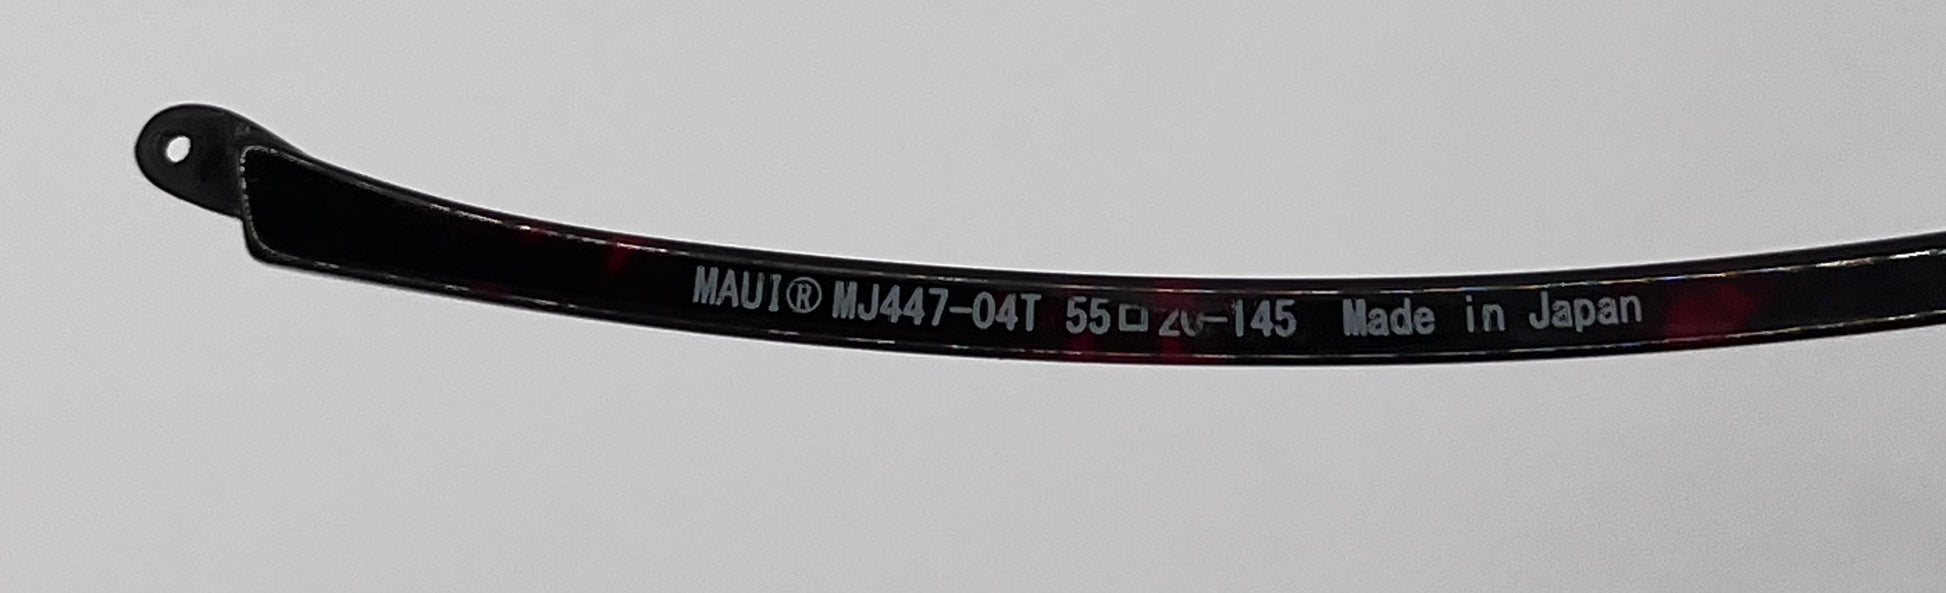 MAUI® MJ447-04T 55□20-145 Made in Japan